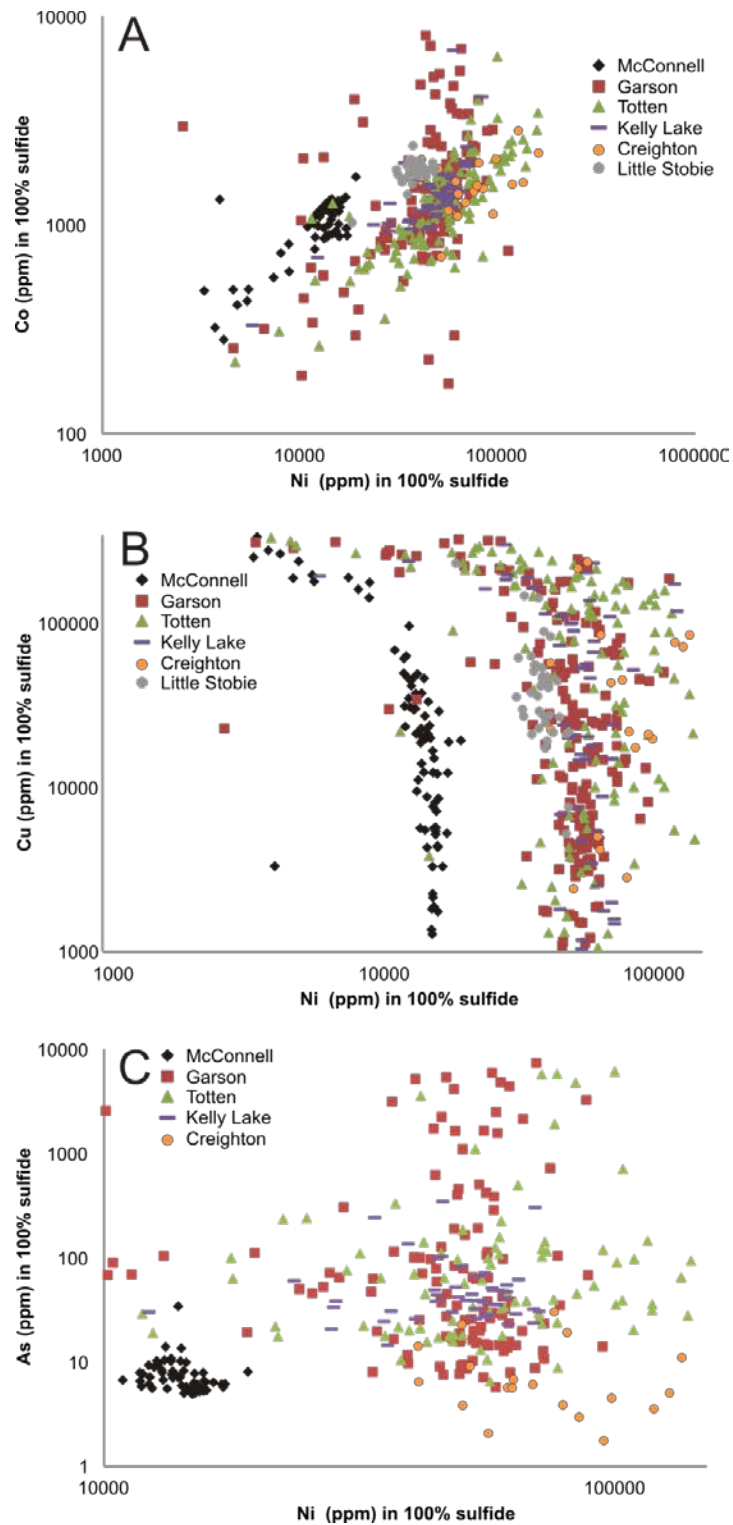 A
10000
1000
100
Co (ppm) in 100% sulfide
1000
10000
100000
1000000
Ni (ppm) in 100% sulfide
McConnell
Garson
Totten
Kelly Lake
Creighton
Little Stobie
B
100000
10000
1000
Cu (ppm) in 100% sulfide
1000
10000
100000
Ni (ppm) in 100% sulfide
McConnell
Garson
Totten
Kelly Lake
Creighton
Little Stobie
C
10000
1000
100
10
1
As (ppm) in 100% sulfide
10000
100000
Ni (ppm) in 100% sulfide
McConnell
Garson
Totten
Kelly Lake
Creighton